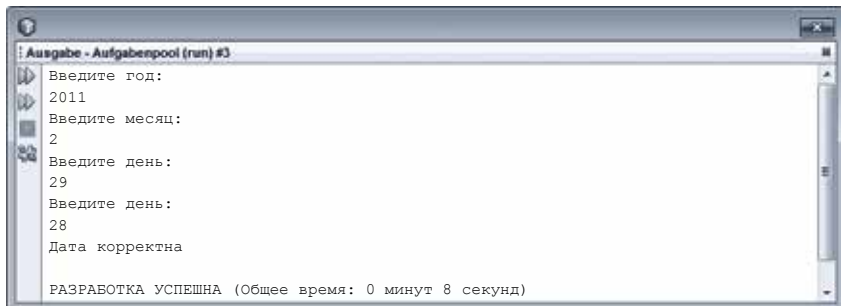 Ausgabe - Aufgabenpool (run) #3
Введите год:
2011
Введите месяц:
2
Введите день:
29
Введите день:
28
Дата корректна
РАЗРАБОТКА УСПЕШНА (Общее время: 0 минут 8 секунд)